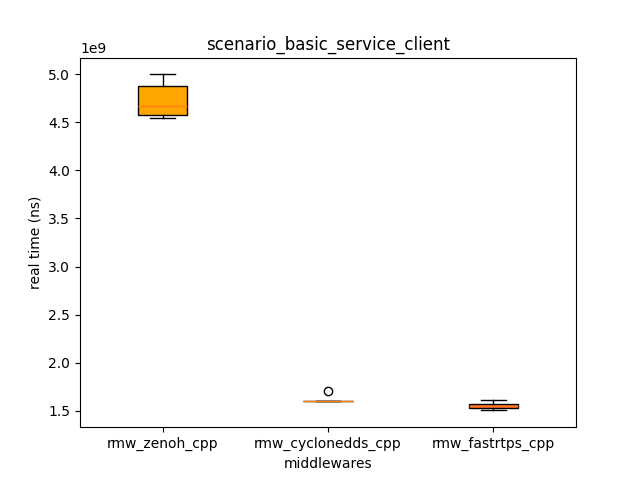 scenario_basic_service_client
1e9
5.0
4.5
4.0
3.5
3.0
2.5
2.0
1.5
real time (ns)
rmw_zenoh_cpp rmw_cyclonedds_cpp rmw_fastrtps_cpp
middlewares